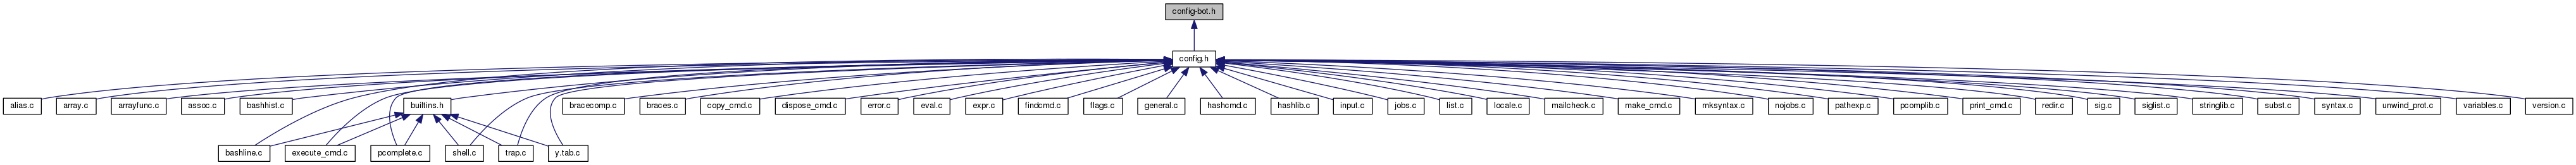 config-bot.h
config.h
alias.c
array.c
arrayfunc.c
assoc.c
bashhist.c
builtins.h
bracecomp.c
braces.c
copy_cmd.c
dispose_cmd.c
error.c
eval.c
expr.c
findcmd.c
flags.c
general.c
hashcmd.c
hashlib.c
input.c
jobs.c
list.c
locale.c
mailcheck.c
make_cmd.c
mksyntax.c
nojobs.c
pathexp.c
pcomplib.c
print_cmd.c
redir.c
sig.c
siglist.c
stringlib.c
subst.c
syntax.c
unwind_prot.c
variables.c
version.c
bashline.c
execute_cmd.c
pcomplete.c
shell.c
trap.c
y.tab.c